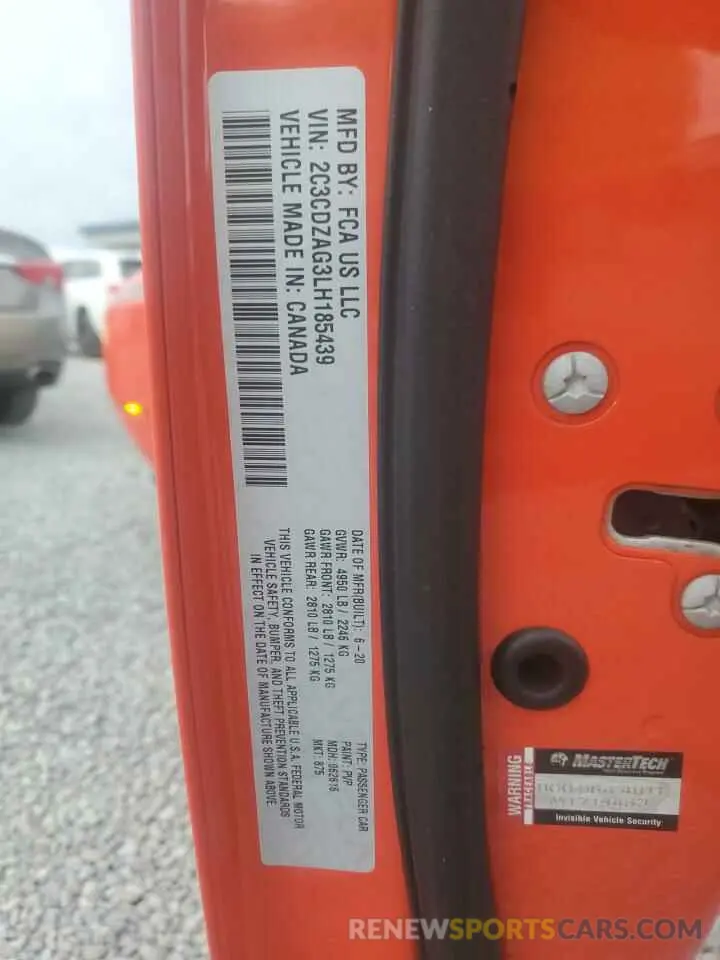 MFD BY: FCA US LLC
VIN: 2C3CDZAG3LH185439
VEHICLE MADE IN: CANADA
DATE OF MFR(BUILT): 6-20
GVWR: 4950 LB / 2245 KG
GAWR FRONT: 2810 LB / 1275 KG
GAWR REAR: 2810 LB / 1275 KG
TYPE: PASSENGER CAR
PAINT: PVP
MKT: 875
THIS VEHICLE CONFORMS TO ALL APPLICABLE U.S.A. FEDERAL MOTOR
VEHICLE SAFETY, BUMPER, AND THEFT PREVENTION STANDARDS
IN EFFECT ON THE DATE OF MANUFACTURE SHOWN ABOVE.
WARNING
MASTERTECH
Invisible Vehicle Security
RENEWSPORTSCARS.COM